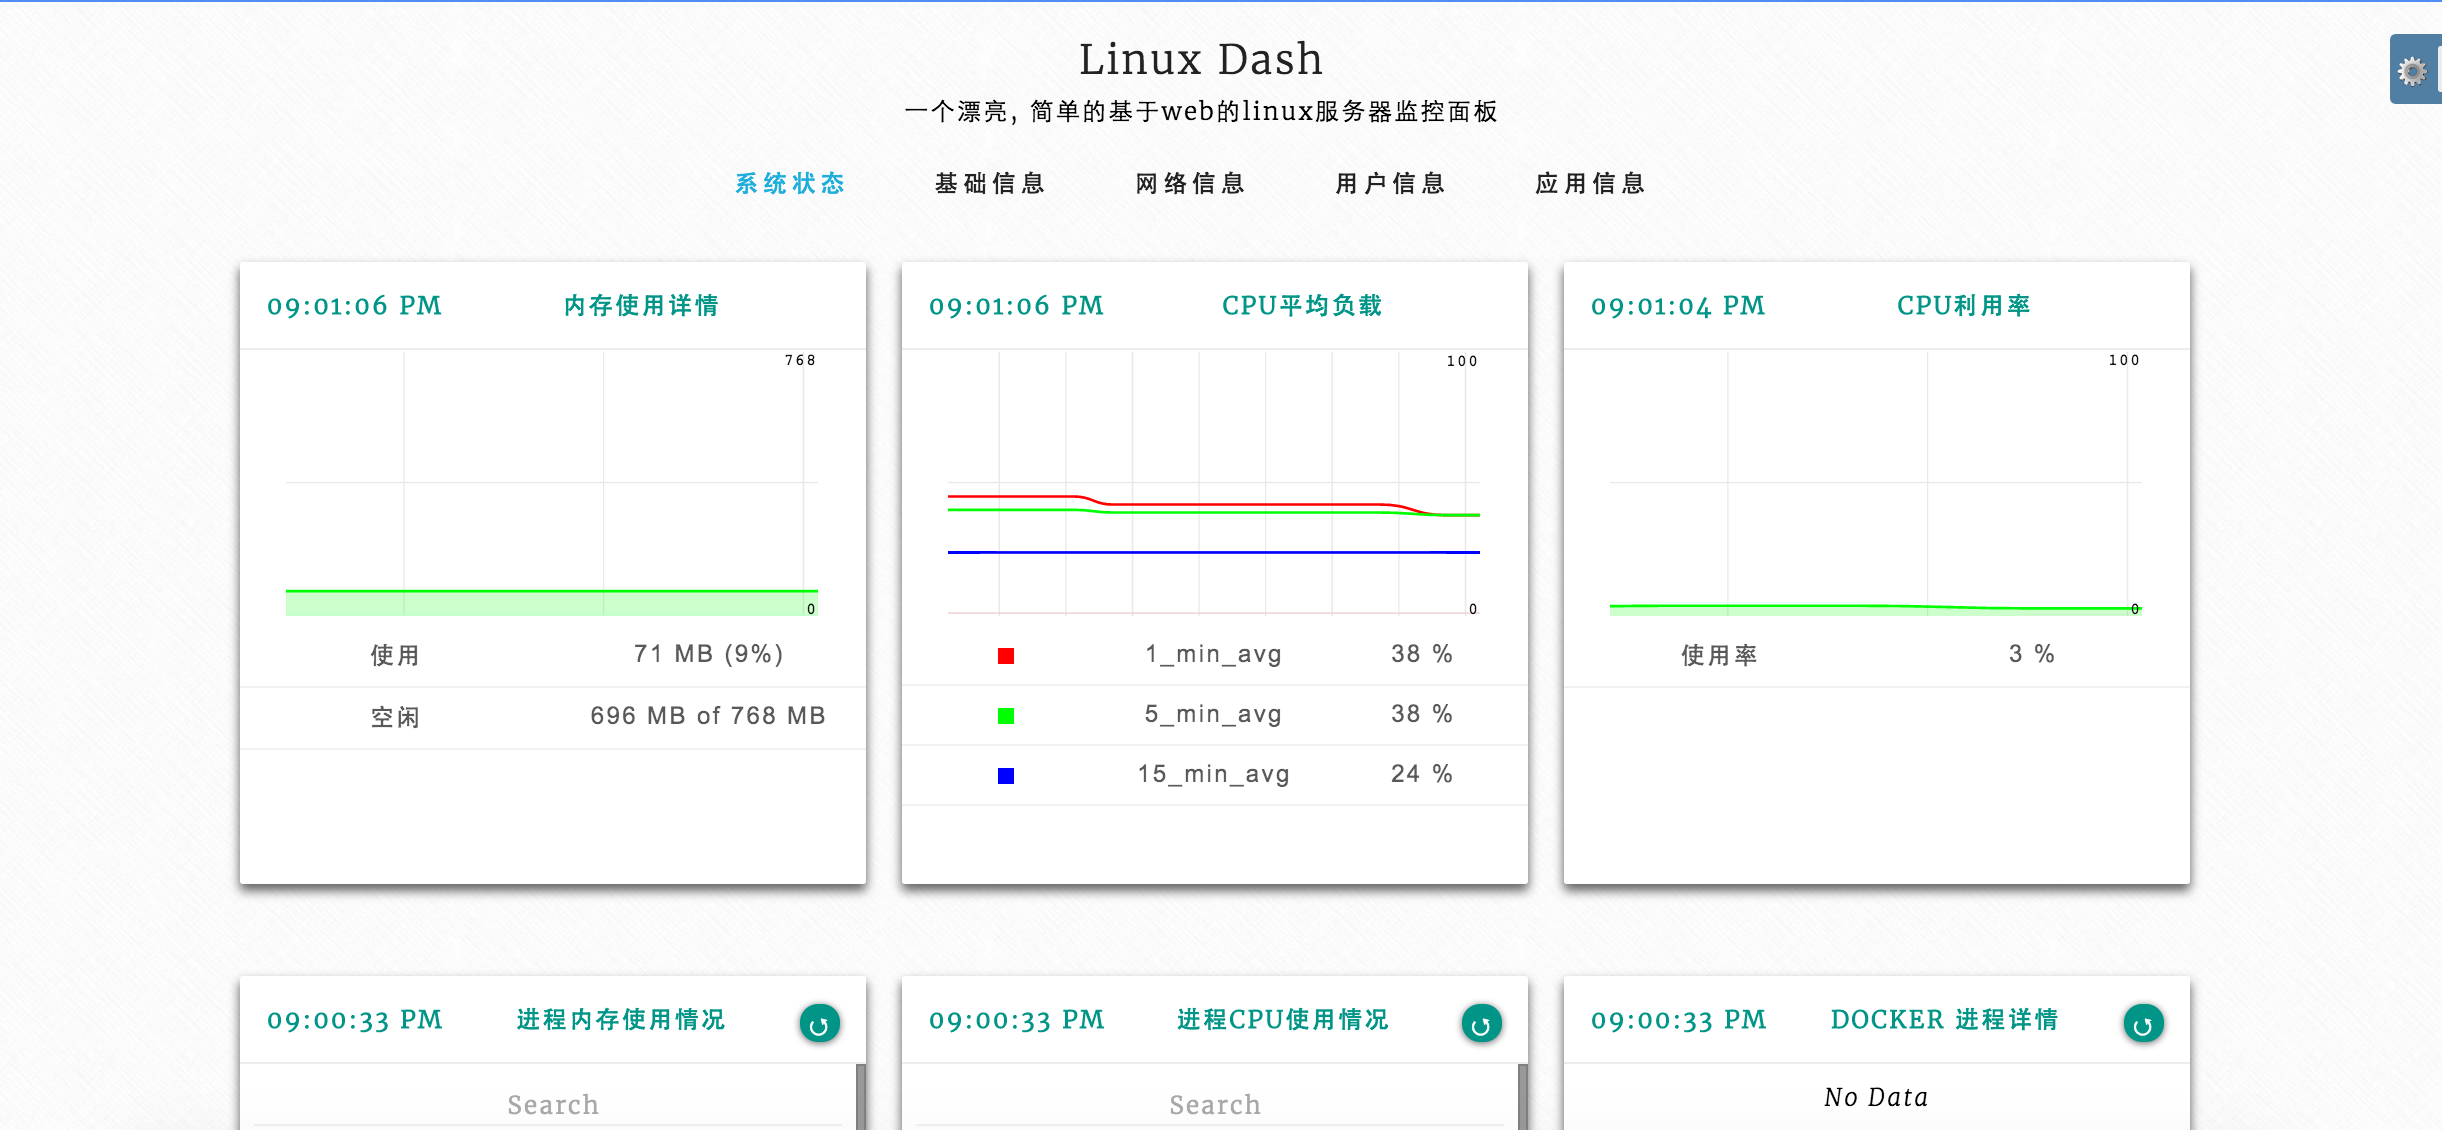 Linux Dash
一个漂亮, 简单的基于web的linux服务器监控面板
系统状态 基础信息 网络信息 用户信息 应用信息
09:01:06 PM 内存使用详情
768
0
使用 71 MB (9%)
空闲 696 MB of 768 MB
09:01:06 PM CPU平均负载
100
0
1_min_avg 38 %
5_min_avg 38 %
15_min_avg 24 %
09:01:04 PM CPU利用率
100
0
使用率 3 %
09:00:33 PM 进程内存使用情况
Search
09:00:33 PM 进程CPU使用情况
Search
09:00:33 PM DOCKER 进程详情
No Data